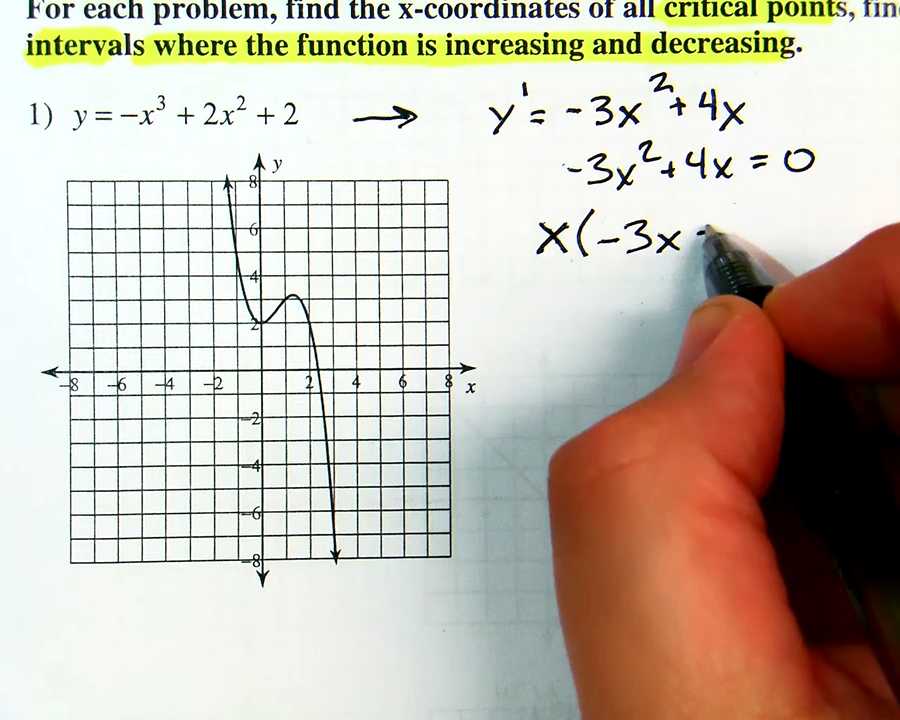 For each problem, find the x-coordinates of all critical points, fin
intervals where the function is increasing and decreasing.
1) y = −x³ + 2x² + 2 → y' = -3x² + 4x
-3x² + 4x = 0
x(-3x
y
8
6
4
2
-8 -6 -4 -2 2 4 6 8 x
-2
-4
-6
-8